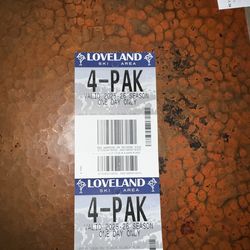 LOVELAND
SKI AREA
4-PAK
VALID 2025-26 SEASON
ONE DAY ONLY
LOVELAND
SKI AREA
4-PAK
VALID 2025-26 SEASON
ONE DAY ONLY